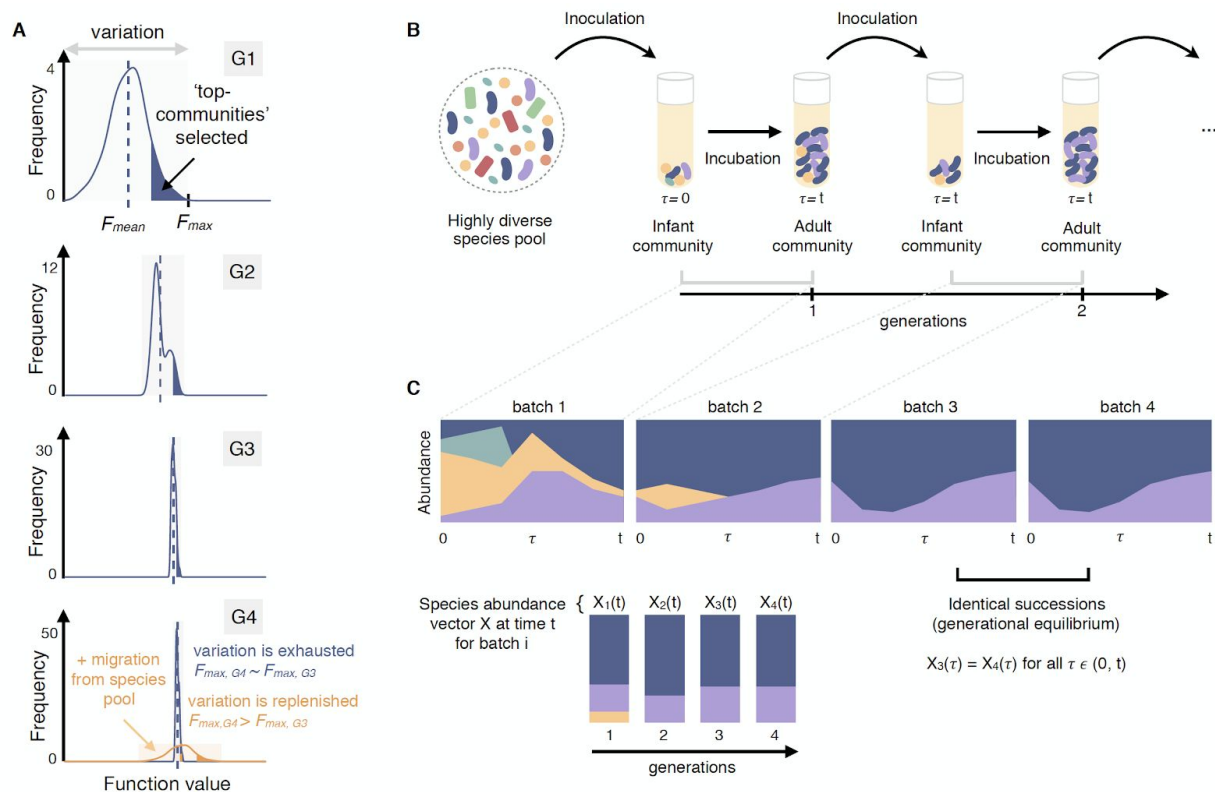 A
variation
G1
4
Frequency
0
‘top-
communities’
selected
F_mean
F_max
G2
12
Frequency
0
G3
30
Frequency
0
G4
50
Frequency
0
+ migration
from species
pool
variation is exhausted
F_max, G4 ~ F_max, G3
variation is replenished
F_max,G4 > F_max, G3
Function value
B
Inoculation
Inoculation
Incubation
Incubation
...
τ= 0
τ= t
τ= t
τ= t
Highly diverse
species pool
Infant
community
Adult
community
Infant
community
Adult
community
1
generations
2
C
batch 1
batch 2
batch 3
batch 4
Abundance
0 τ t
0 τ t
0 τ t
0 τ t
Species abundance
vector X at time t
for batch i
{ X₁(t) X₂(t) X₃(t) X₄(t)
1 2 3 4
generations
Identical successions
(generational equilibrium)
X₃(τ) = X₄(τ) for all τ ϵ (0, t)